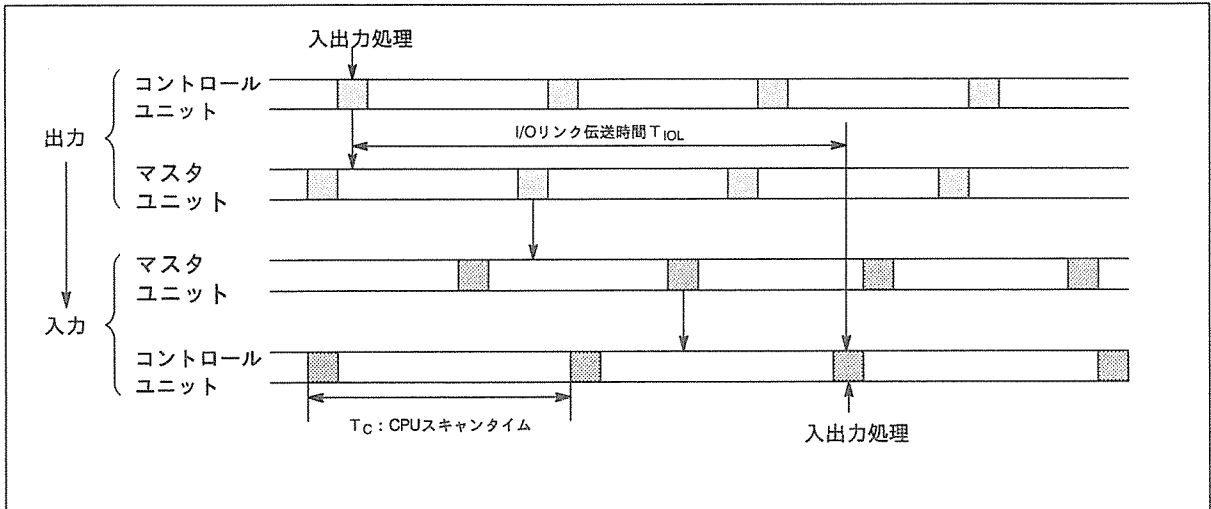 入出力処理
コントロール
ユニット
I/Oリンク伝送時間 TIOL
出力
マスタ
ユニット
マスタ
ユニット
入力
コントロール
ユニット
TC：CPUスキャンタイム
入出力処理